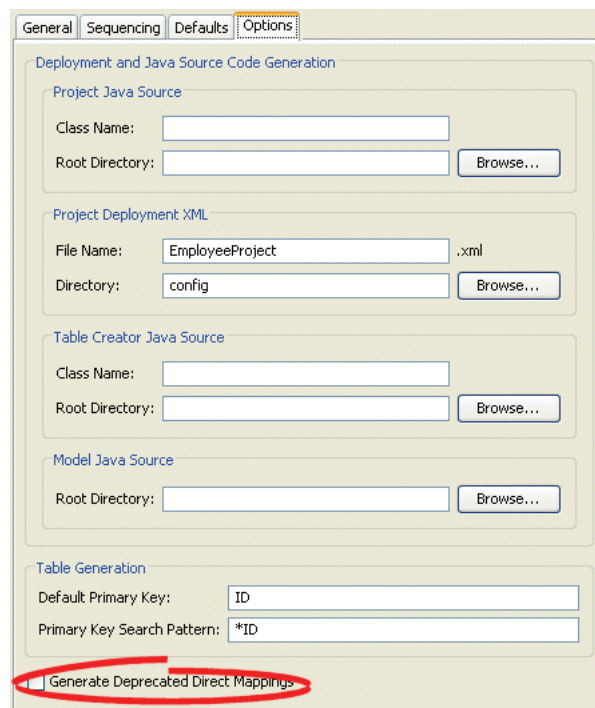 General Sequencing Defaults Options
Deployment and Java Source Code Generation
Project Java Source
Class Name:
Root Directory: Browse...
Project Deployment XML
File Name: EmployeeProject .xml
Directory: config Browse...
Table Creator Java Source
Class Name:
Root Directory: Browse...
Model Java Source
Root Directory: Browse...
Table Generation
Default Primary Key: ID
Primary Key Search Pattern: *ID
Generate Deprecated Direct Mappings